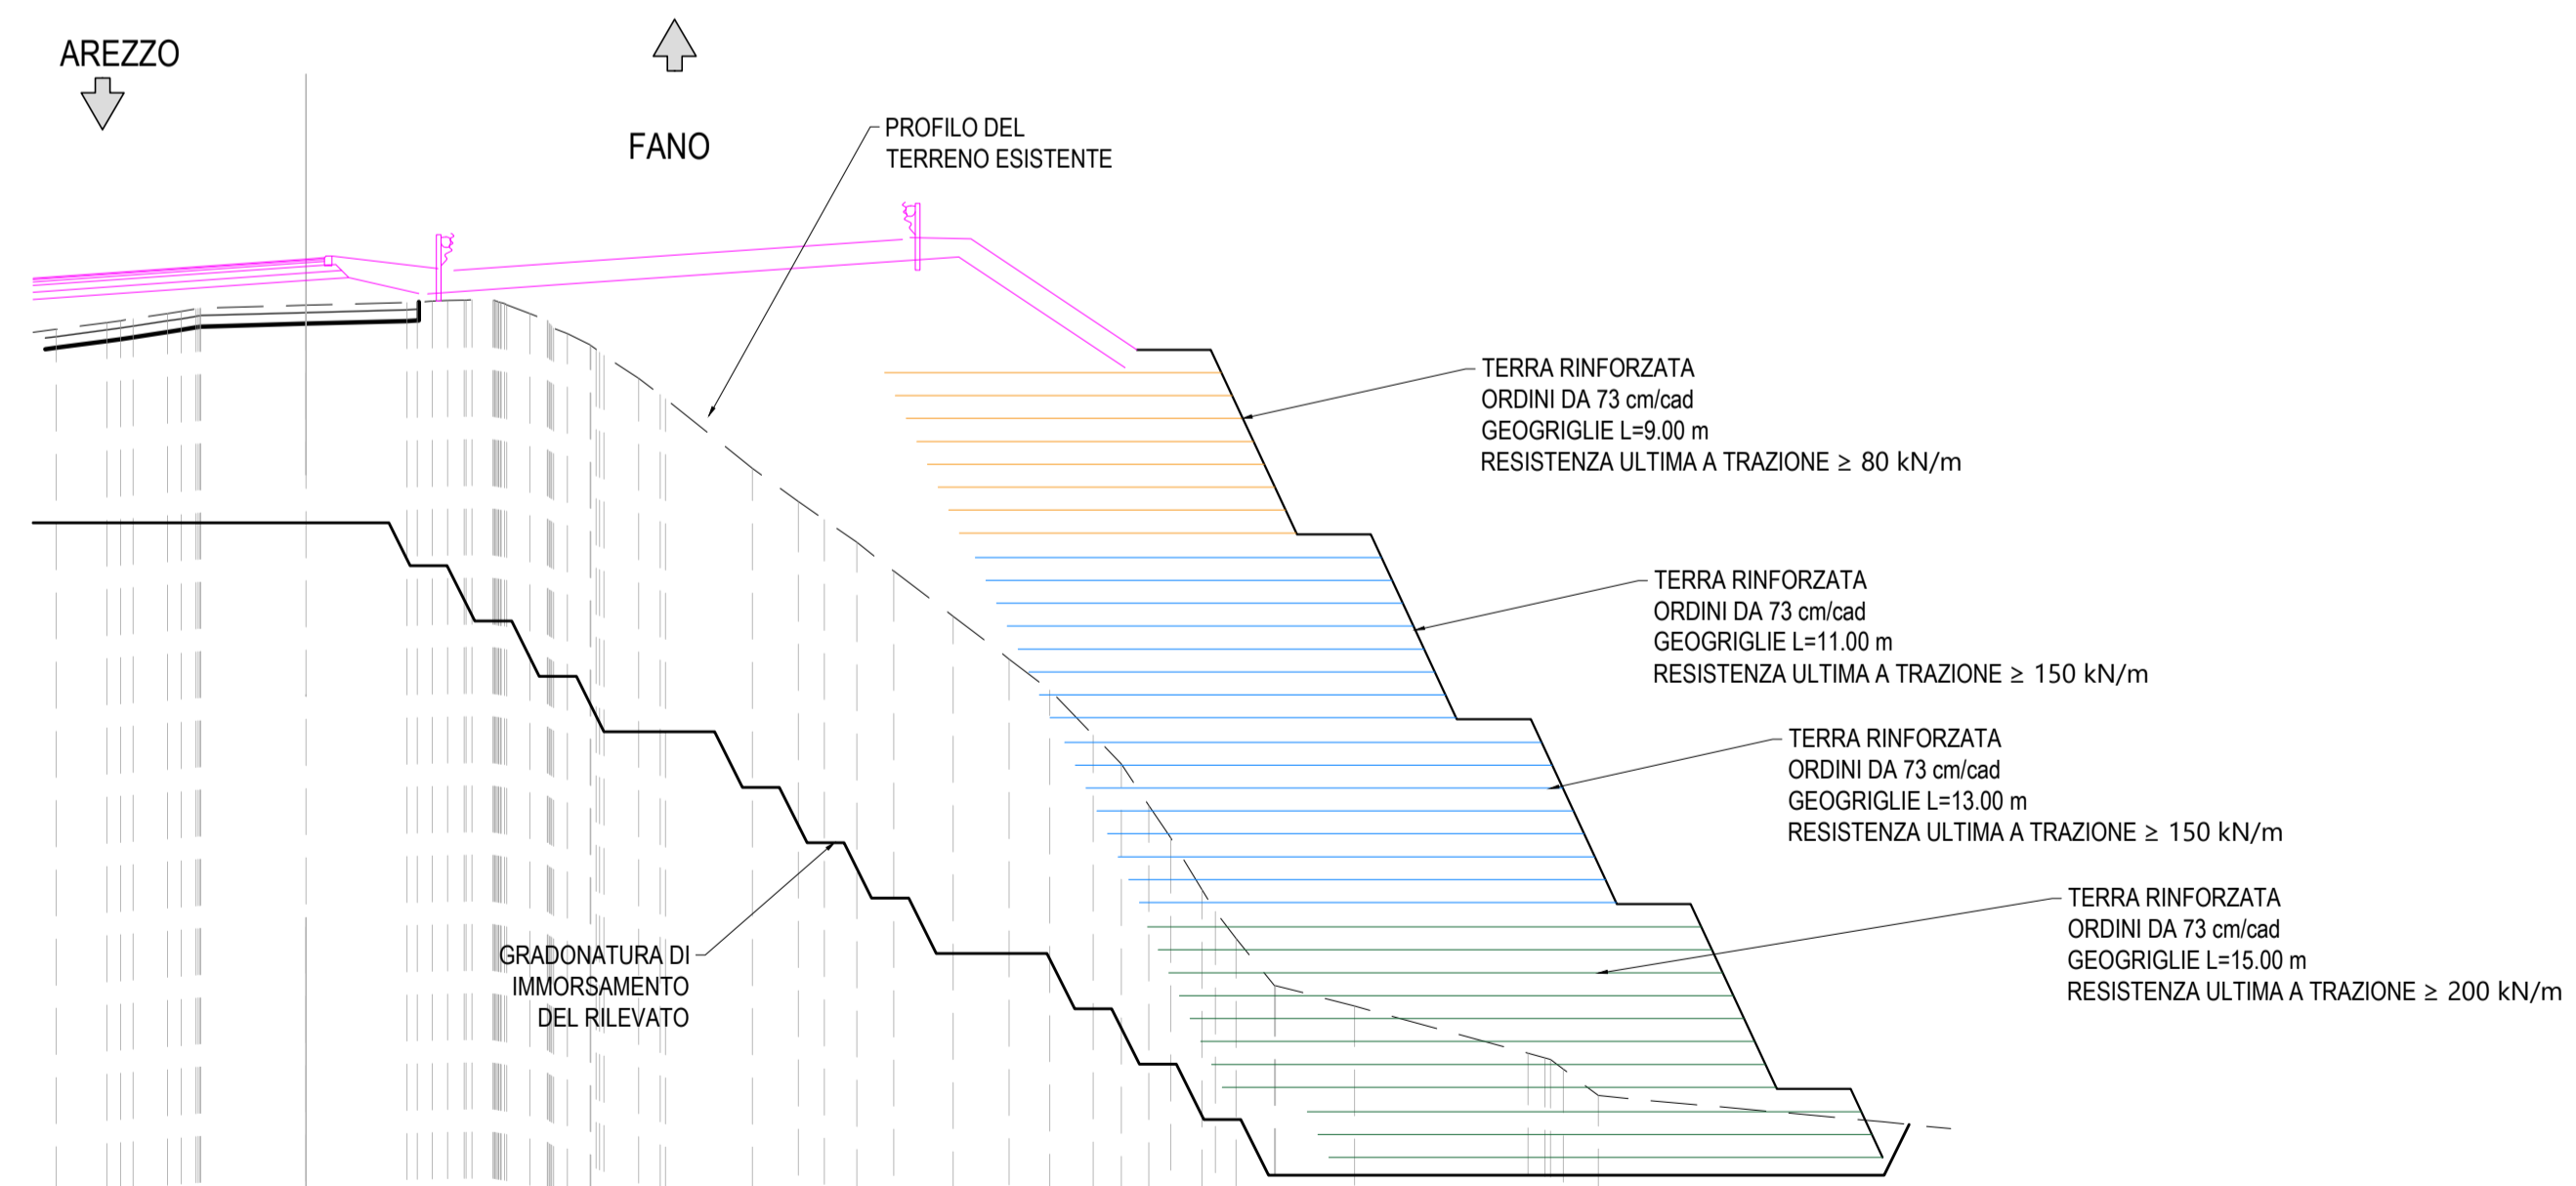 AREZZO
FANO
PROFILO DEL
TERRENO ESISTENTE
TERRA RINFORZATA
ORDINI DA 73 cm/cad
GEOGRIGLIE L=9.00 m
RESISTENZA ULTIMA A TRAZIONE ≥ 80 kN/m
TERRA RINFORZATA
ORDINI DA 73 cm/cad
GEOGRIGLIE L=11.00 m
RESISTENZA ULTIMA A TRAZIONE ≥ 150 kN/m
TERRA RINFORZATA
ORDINI DA 73 cm/cad
GEOGRIGLIE L=13.00 m
RESISTENZA ULTIMA A TRAZIONE ≥ 150 kN/m
TERRA RINFORZATA
ORDINI DA 73 cm/cad
GEOGRIGLIE L=15.00 m
RESISTENZA ULTIMA A TRAZIONE ≥ 200 kN/m
GRADONATURA DI
IMMORSAMENTO
DEL RILEVATO